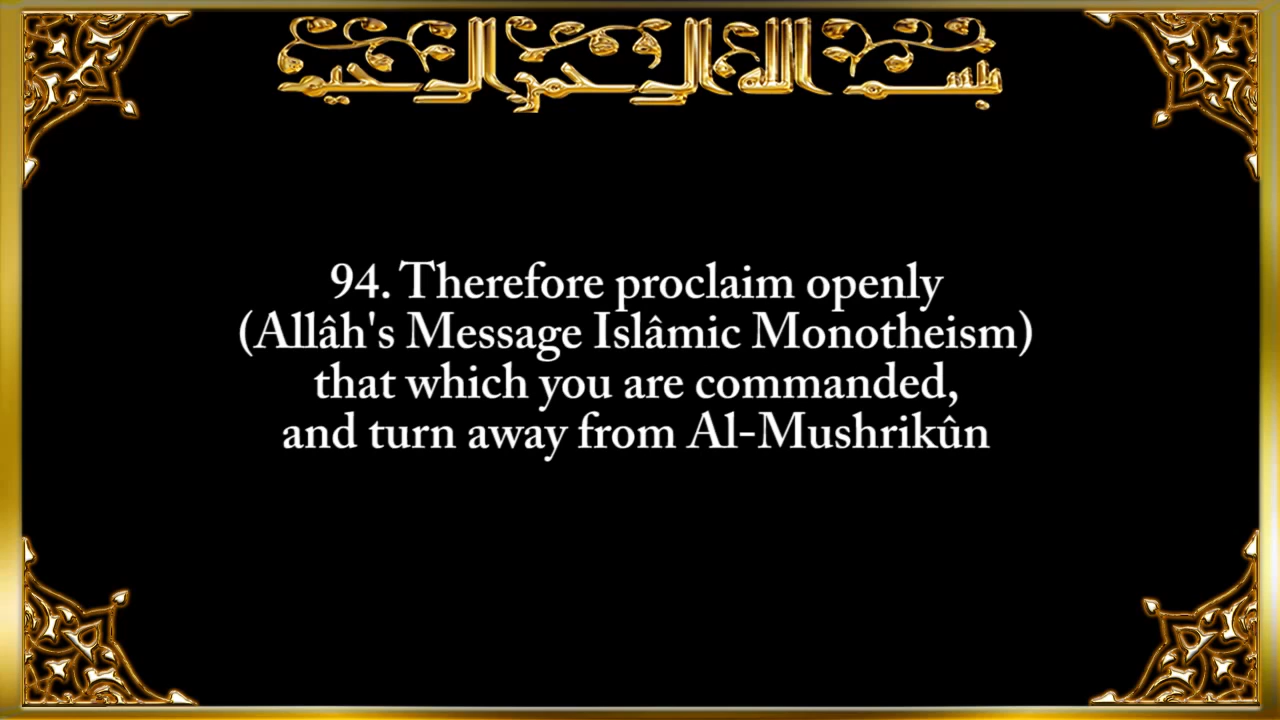 بسم الله الرحمن الرحيم
94. Therefore proclaim openly
(Allâh's Message Islâmic Monotheism)
that which you are commanded,
and turn away from Al-Mushrikûn